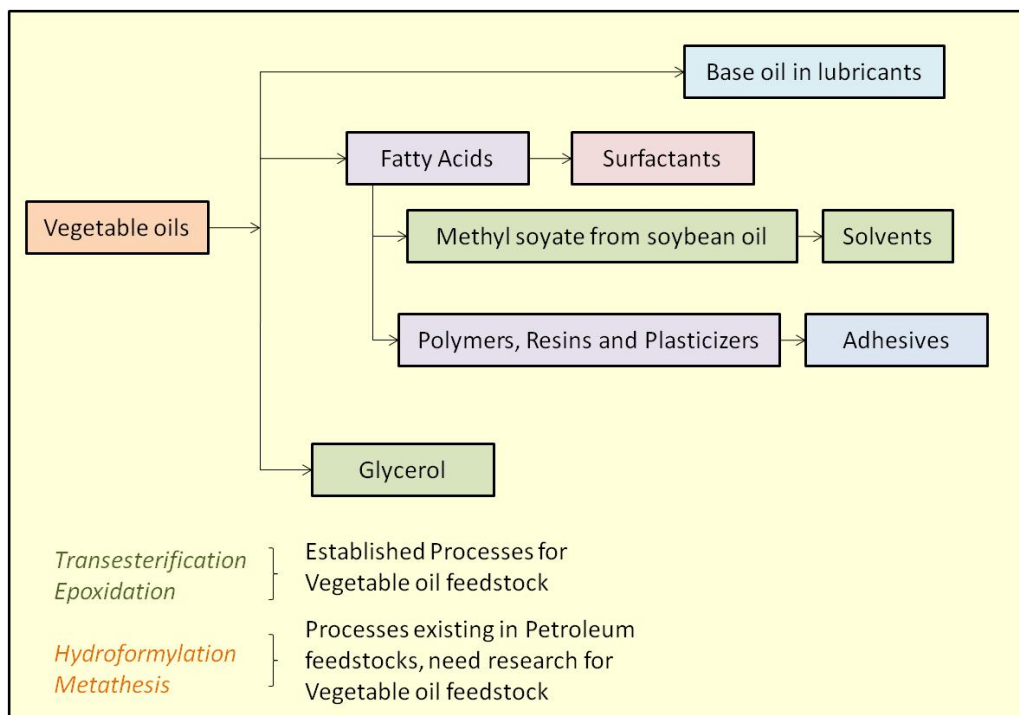 Base oil in lubricants
Fatty Acids
Surfactants
Vegetable oils
Methyl soyate from soybean oil
Solvents
Polymers, Resins and Plasticizers
Adhesives
Glycerol
Transesterification
Epoxidation
Established Processes for
Vegetable oil feedstock
Hydroformylation
Metathesis
Processes existing in Petroleum
feedstocks, need research for
Vegetable oil feedstock